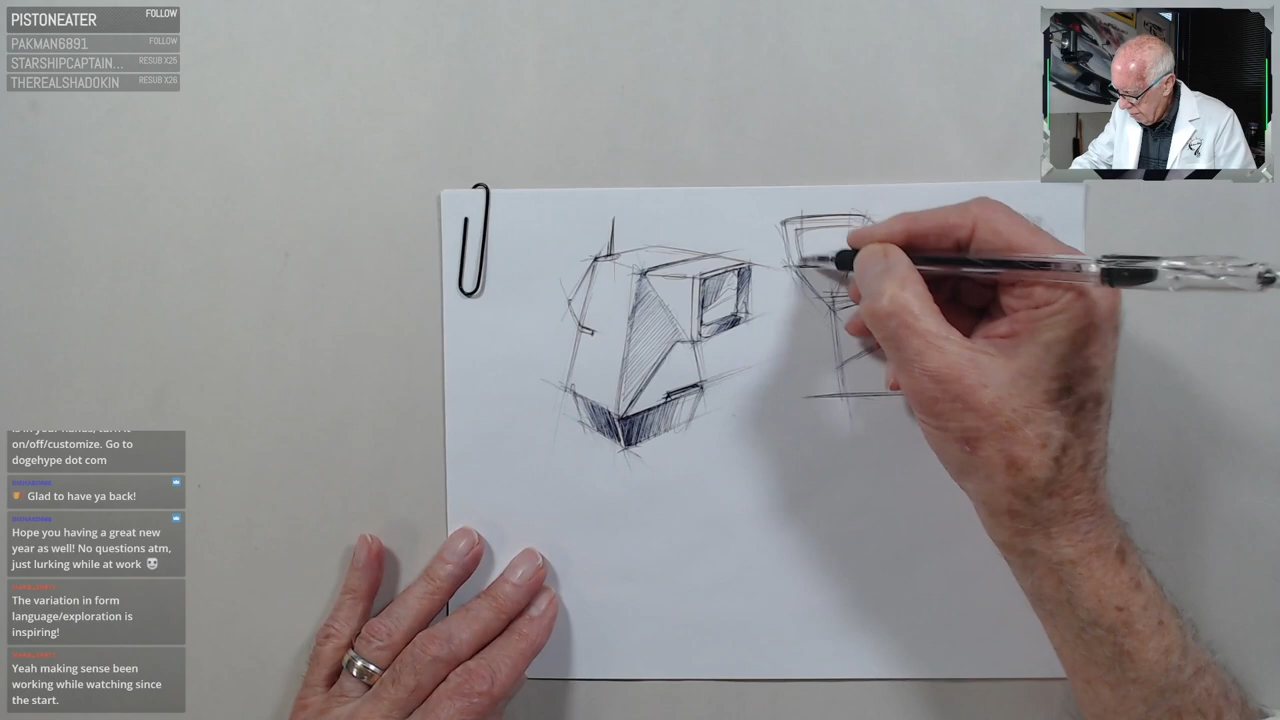 PISTONEATER FOLLOW
PAKMAN6891 FOLLOW
STARSHIPCAPTAIN... RESUB X25
THEREALSHADOKIN RESUB X26
on/off/customize. Go to
dogehype dot com
Glad to have ya back!
Hope you having a great new
year as well! No questions atm,
just lurking while at work
The variation in form
language/exploration is
inspiring!
Yeah making sense been
working while watching since
the start.